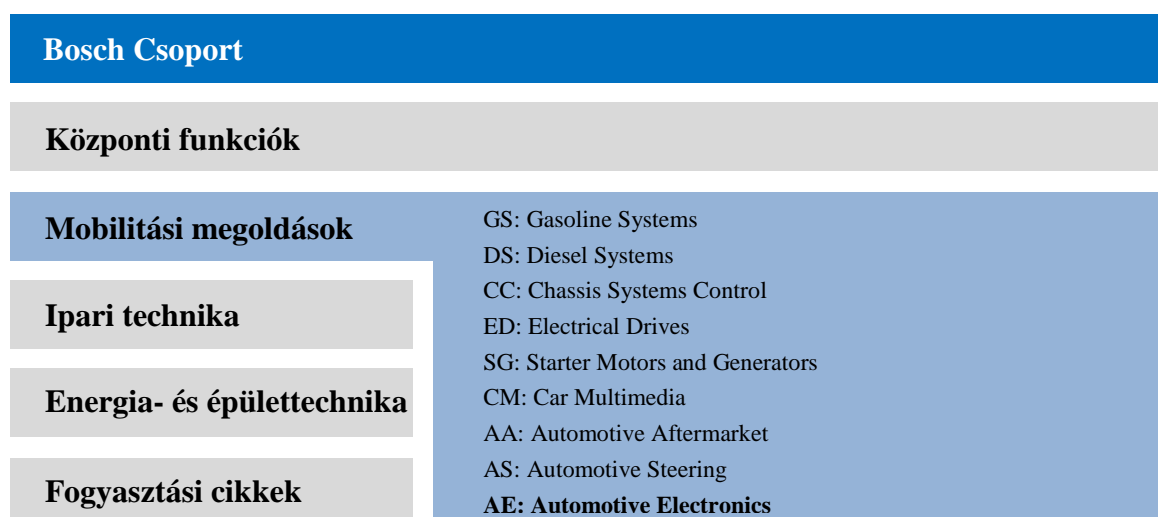 Bosch Csoport
Központi funkciók
Mobilitási megoldások
Ipari technika
Energia- és épülettechnika
Fogyasztási cikkek
GS: Gasoline Systems
DS: Diesel Systems
CC: Chassis Systems Control
ED: Electrical Drives
SG: Starter Motors and Generators
CM: Car Multimedia
AA: Automotive Aftermarket
AS: Automotive Steering
AE: Automotive Electronics